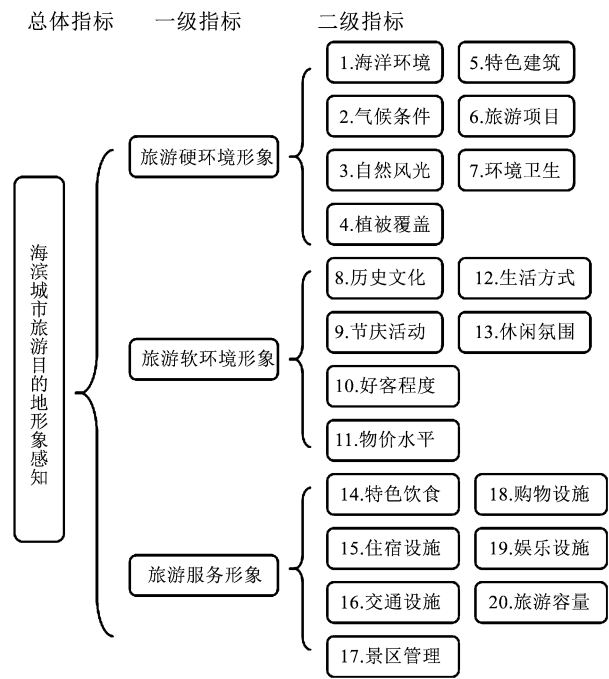 总体指标 一级指标 二级指标
海滨城市旅游目的地形象感知
旅游硬环境形象
1.海洋环境 5.特色建筑
2.气候条件 6.旅游项目
3.自然风光 7.环境卫生
4.植被覆盖
旅游软环境形象
8.历史文化 12.生活方式
9.节庆活动 13.休闲氛围
10.好客程度
11.物价水平
旅游服务形象
14.特色饮食 18.购物设施
15.住宿设施 19.娱乐设施
16.交通设施 20.旅游容量
17.景区管理